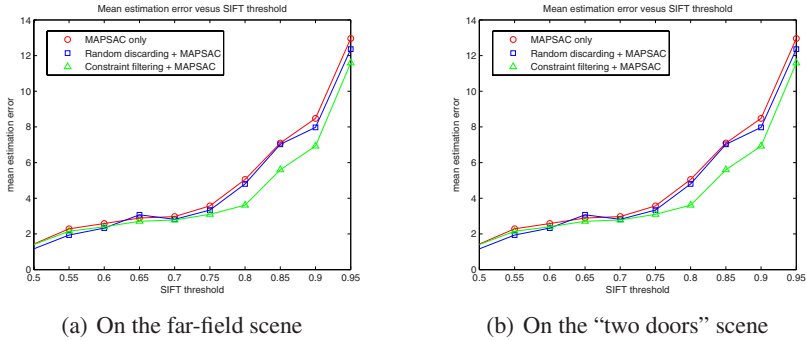 Mean estimation error versus SIFT threshold
14
12
10
8
6
4
2
0
mean estimation error
MAPSAC only
Random discarding + MAPSAC
Constraint filtering + MAPSAC
0.5 0.55 0.6 0.65 0.7 0.75 0.8 0.85 0.9 0.95
SIFT threshold
(a) On the far-field scene
Mean estimation error versus SIFT threshold
14
12
10
8
6
4
2
0
mean estimation error
MAPSAC only
Random discarding + MAPSAC
Constraint filtering + MAPSAC
0.5 0.55 0.6 0.65 0.7 0.75 0.8 0.85 0.9 0.95
SIFT threshold
(b) On the “two doors” scene